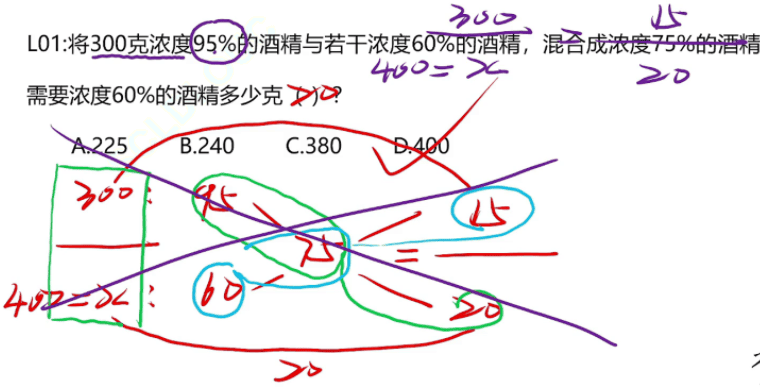 300 15
L01:将300克浓度95%的酒精与若干浓度60%的酒精，混合成浓度75%的酒精
400=x 20
需要浓度60%的酒精多少克（ ）？
A.225 B.240 C.380 D.400
300: 95 15
75 =
400=x: 60 20
20